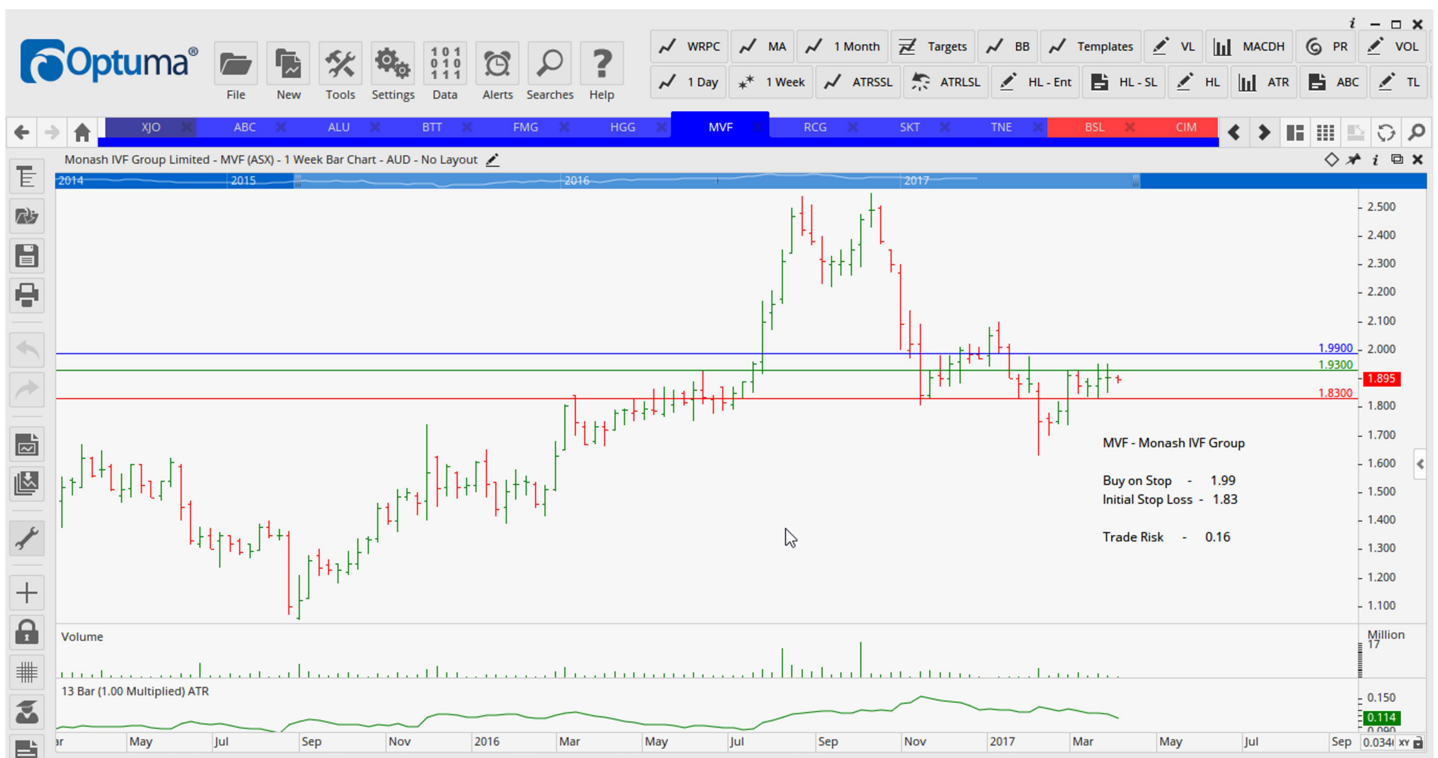 i
Optuma®
File New Tools Settings Data Alerts Searches Help
WRPC MA 1 Month Targets BB Templates VL MACDH PR VOL
1 Day 1 Week ATRSSL ATRLSL HL - Ent HL - SL HL ATR ABC TL
XJO ABC ALU BTT FMG HGG MVF RCG SKT TNE BSL CIM
Monash IVF Group Limited - MVF (ASX) - 1 Week Bar Chart - AUD - No Layout
2014 2015 2016 2017
2.500
2.400
2.300
2.200
2.100
2.000
1.9900
1.9300
1.895
1.8300
1.800
1.700
1.600
1.500
1.400
1.300
1.200
1.100
MVF - Monash IVF Group
Buy on Stop - 1.99
Initial Stop Loss - 1.83
Trade Risk - 0.16
Volume
Million
17
13 Bar (1.00 Multiplied) ATR
0.150
0.114
0.090
May Jul Sep Nov 2016 Mar May Jul Sep Nov 2017 Mar May Jul Sep
XY